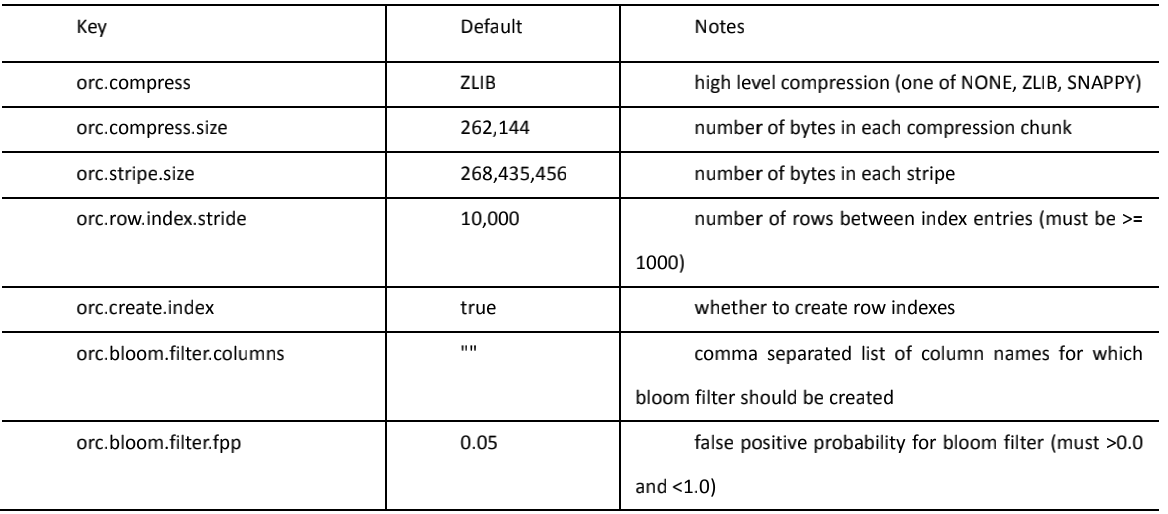 Key Default Notes
orc.compress ZLIB high level compression (one of NONE, ZLIB, SNAPPY)
orc.compress.size 262,144 number of bytes in each compression chunk
orc.stripe.size 268,435,456 number of bytes in each stripe
orc.row.index.stride 10,000 number of rows between index entries (must be >=
1000)
orc.create.index true whether to create row indexes
orc.bloom.filter.columns "" comma separated list of column names for which
bloom filter should be created
orc.bloom.filter.fpp 0.05 false positive probability for bloom filter (must >0.0
and <1.0)